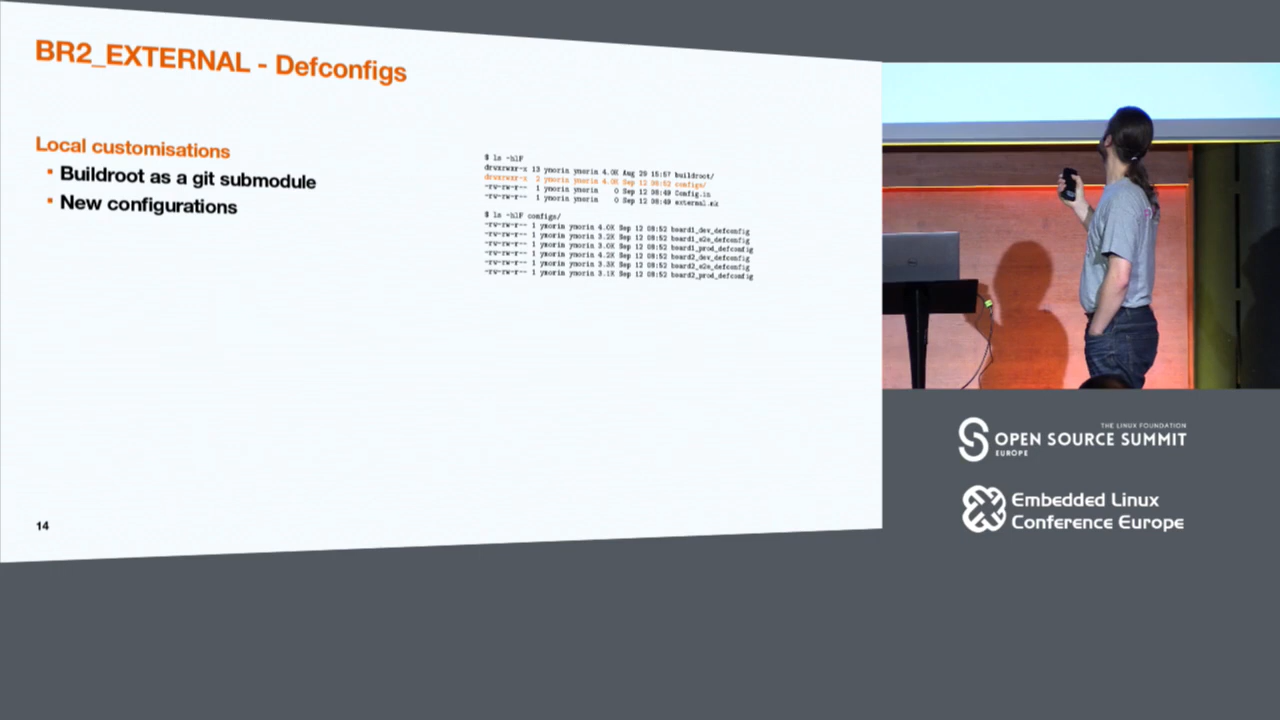 BR2_EXTERNAL - Defconfigs
Local customisations
Buildroot as a git submodule
New configurations
$ ls -hlF
drwxrwxr-x 13 ymorin ymorin 4.0K Aug 29 15:57 buildroot/
drwxrwxr-x 2 ymorin ymorin 4.0K Sep 12 08:52 configs/
-rw-rw-r-- 1 ymorin ymorin 0 Sep 12 08:49 Config.in
-rw-rw-r-- 1 ymorin ymorin 0 Sep 12 08:49 external.mk
$ ls -hlF configs/
-rw-rw-r-- 1 ymorin ymorin 4.0K Sep 12 08:52 board1_dev_defconfig
-rw-rw-r-- 1 ymorin ymorin 3.2K Sep 12 08:52 board1_e2e_defconfig
-rw-rw-r-- 1 ymorin ymorin 3.0K Sep 12 08:52 board1_prod_defconfig
-rw-rw-r-- 1 ymorin ymorin 4.2K Sep 12 08:52 board2_dev_defconfig
-rw-rw-r-- 1 ymorin ymorin 3.3K Sep 12 08:52 board2_e2e_defconfig
-rw-rw-r-- 1 ymorin ymorin 3.1K Sep 12 08:52 board2_prod_defconfig
14
THE LINUX FOUNDATION
OPEN SOURCE SUMMIT
EUROPE
Embedded Linux
Conference Europe